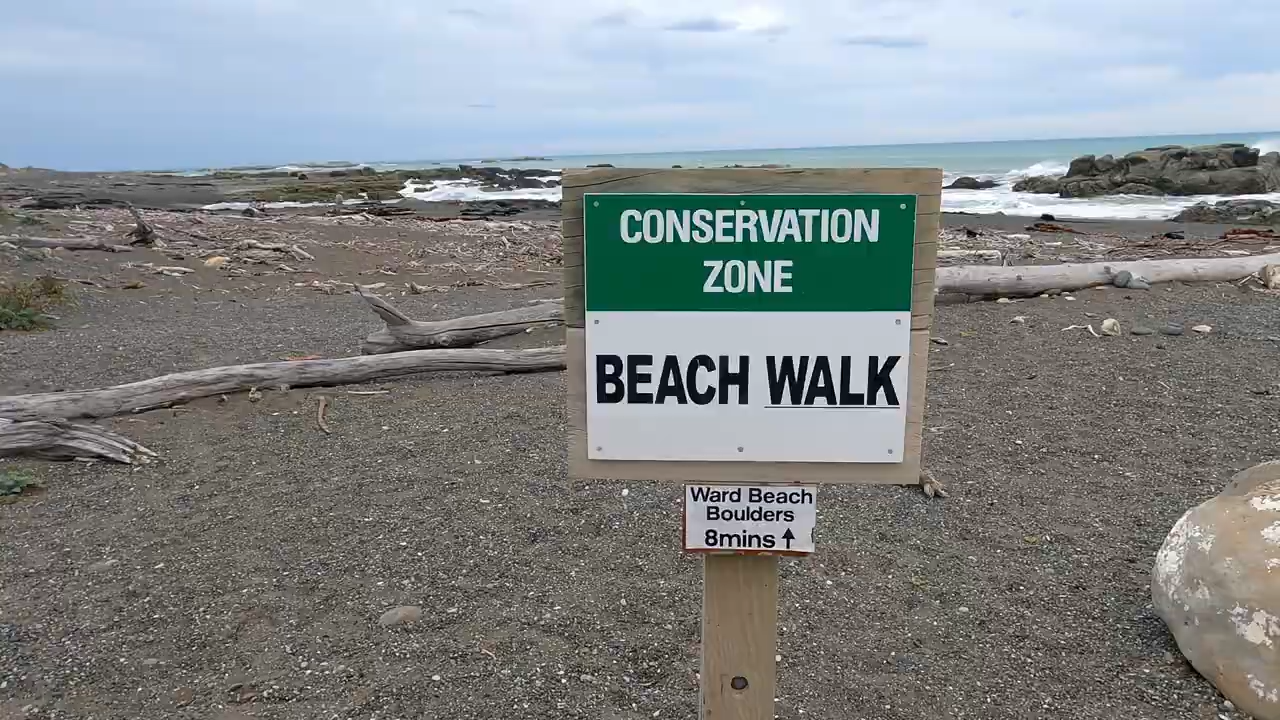 CONSERVATION
ZONE
BEACH WALK
Ward Beach
Boulders
8mins ↑